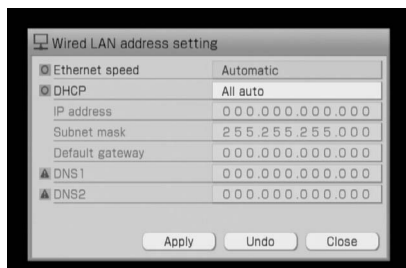 Wired LAN address setting
Ethernet speed Automatic
DHCP All auto
IP address 000.000.000.000
Subnet mask 255.255.255.000
Default gateway 000.000.000.000
DNS1 000.000.000.000
DNS2 000.000.000.000
Apply Undo Close